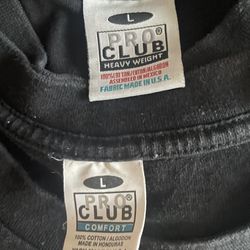 L
PRO
CLUB
HEAVY WEIGHT
100% COTTON/COTON/ALGODON
ASSEMBLED IN MEXICO
FABRIC MADE IN U.S.A.
L
PRO
CLUB
COMFORT
100% COTTON / ALGODON
MADE IN HONDURAS